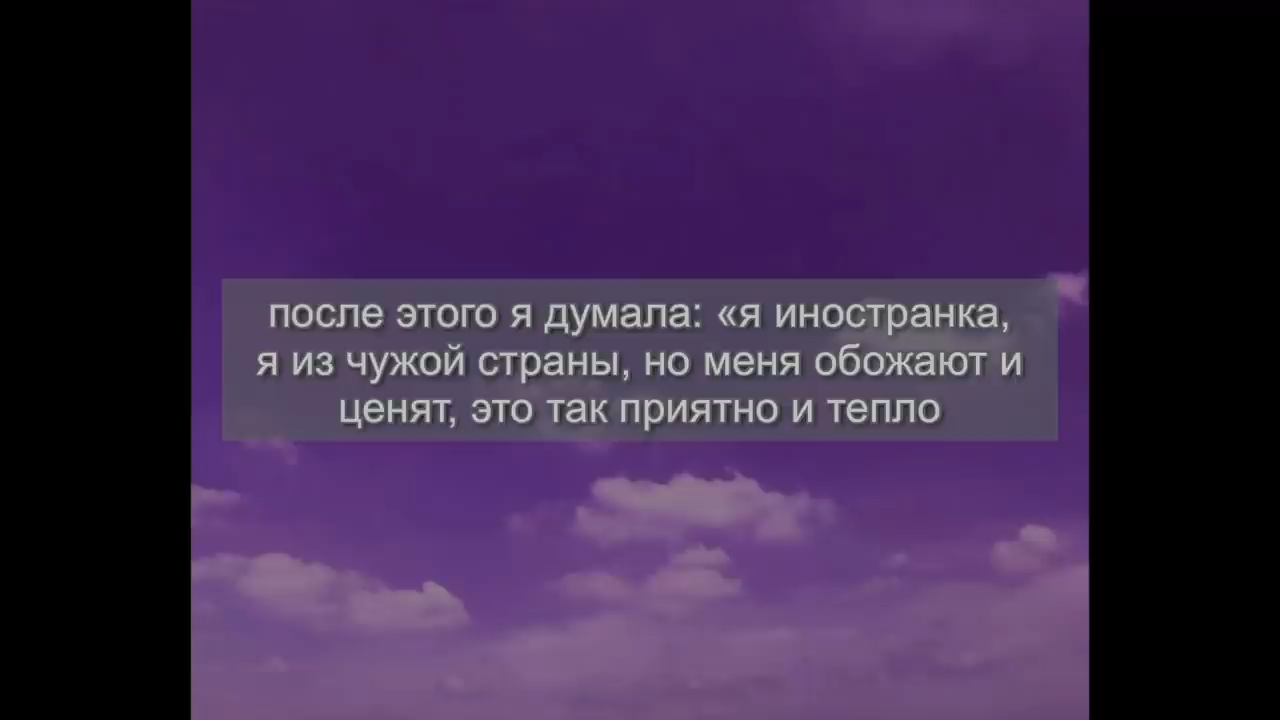 после этого я думала: «я иностранка,
я из чужой страны, но меня обожают и
ценят, это так приятно и тепло